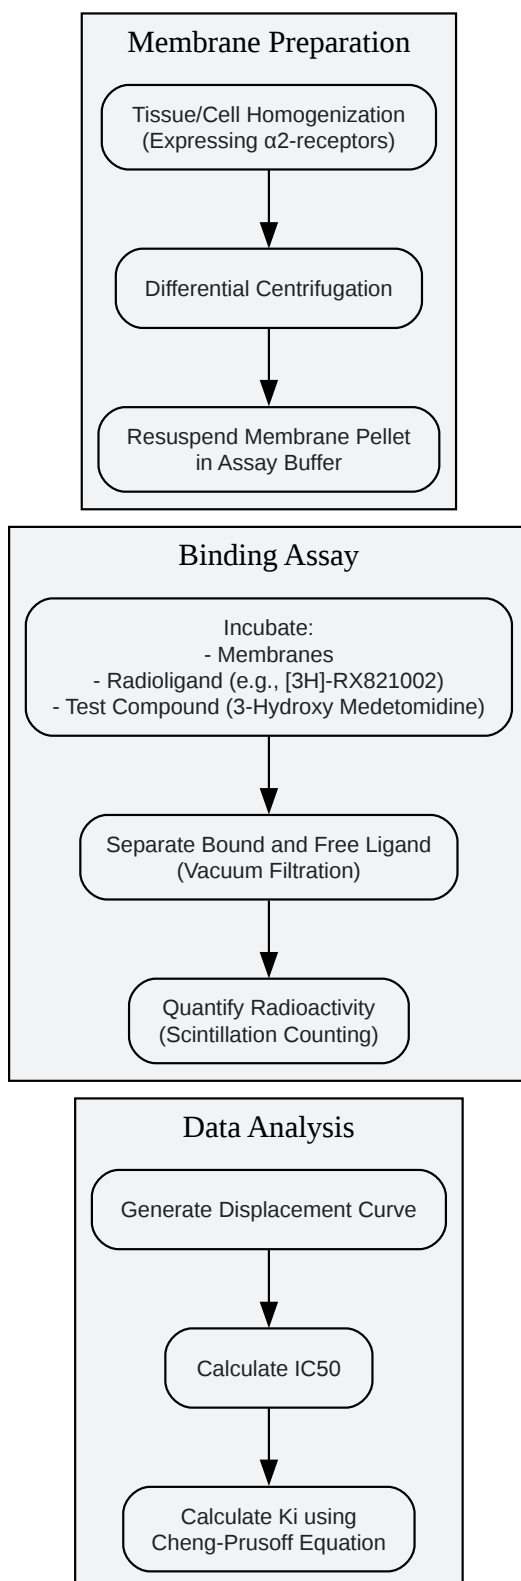 Membrane Preparation
Tissue/Cell Homogenization
(Expressing α2-receptors)
Differential Centrifugation
Resuspend Membrane Pellet
in Assay Buffer
Binding Assay
Incubate:
- Membranes
- Radioligand (e.g., [3H]-RX821002)
- Test Compound (3-Hydroxy Medetomidine)
Separate Bound and Free Ligand
(Vacuum Filtration)
Quantify Radioactivity
(Scintillation Counting)
Data Analysis
Generate Displacement Curve
Calculate IC50
Calculate Ki using
Cheng-Prusoff Equation